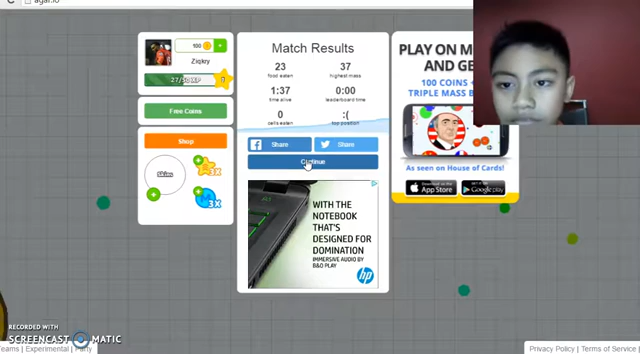 agar.io
Ziqkry
100
27/50 XP
Free Coins
Shop
Skins
3X
3X
Match Results
23
food eaten
37
highest mass
1:37
time alive
0:00
leaderboard time
0
cells eaten
:(
top position
Share
Share
Continue
WITH THE
NOTEBOOK
THAT'S
DESIGNED FOR
DOMINATION
IMMERSIVE AUDIO BY
B&O PLAY
hp
PLAY ON
AND GE
100 COINS +
TRIPLE MASS B
As seen on House of Cards!
App Store
Google play
RECORDED WITH
SCREENCAST MATIC
Teams | Experimental | Party
Privacy Policy | Terms of Service